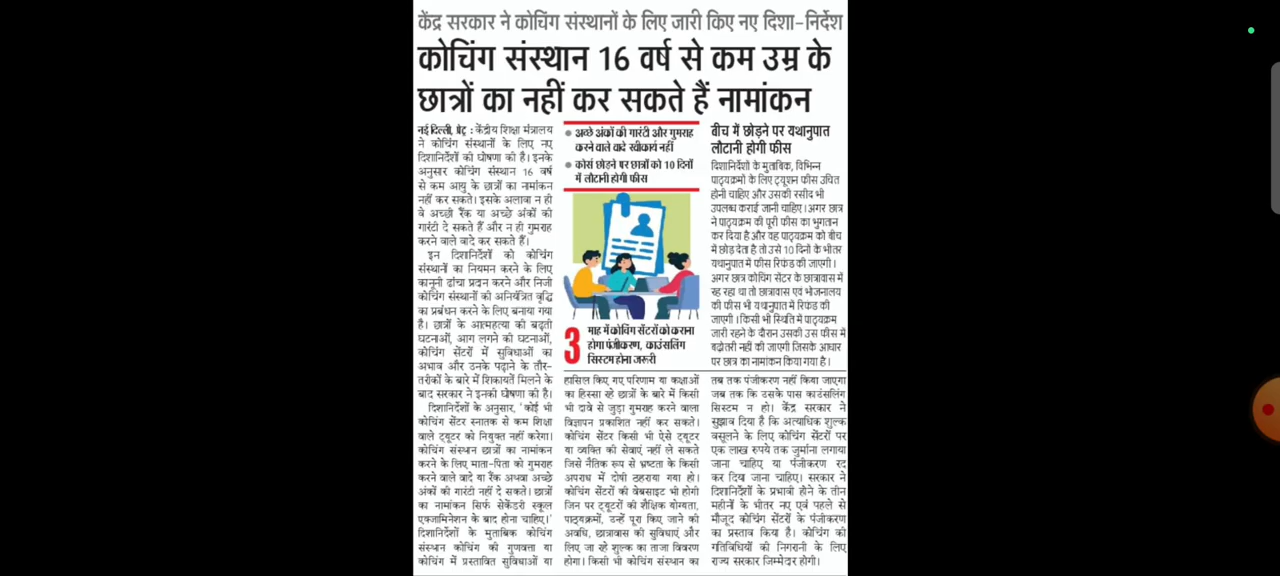 केंद्र सरकार ने कोचिंग संस्थानों के लिए जारी किए नए दिशा-निर्देश
कोचिंग संस्थान 16 वर्ष से कम उम्र के
छात्रों का नहीं कर सकते हैं नामांकन
नई दिल्ली, प्रेट्र : केंद्रीय शिक्षा मंत्रालय
ने कोचिंग संस्थानों के लिए नए
दिशानिर्देशों की घोषणा की है। इनके
अनुसार कोचिंग संस्थान 16 वर्ष
से कम आयु के छात्रों का नामांकन
नहीं कर सकते। इसके अलावा न ही
वे अच्छी रैंक या अच्छे अंकों की
गारंटी दे सकते हैं और न ही गुमराह
करने वाले वादे कर सकते हैं।
इन दिशानिर्देशों को कोचिंग
संस्थानों का नियमन करने के लिए
कानूनी ढांचा प्रदान करने और निजी
कोचिंग संस्थानों की अनियंत्रित वृद्धि
का प्रबंधन करने के लिए बनाया गया
है। छात्रों के आत्महत्या की बढ़ती
घटनाओं, आग लगने की घटनाओं,
कोचिंग सेंटरों में सुविधाओं का
अभाव और उनके पढ़ाने के तौर-
तरीकों के बारे में शिकायतें मिलने के
बाद सरकार ने इनकी घोषणा की है।
दिशानिर्देशों के अनुसार, 'कोई भी
कोचिंग सेंटर स्नातक से कम शिक्षा
वाले ट्यूटर को नियुक्त नहीं करेगा।
कोचिंग संस्थान छात्रों का नामांकन
करने के लिए माता-पिता को गुमराह
करने वाले वादे या रैंक अथवा अच्छे
अंकों की गारंटी नहीं दे सकते। छात्रों
का नामांकन सिर्फ सेकेंडरी स्कूल
एक्जामिनेशन के बाद होना चाहिए।'
दिशानिर्देशों के मुताबिक कोचिंग
संस्थान कोचिंग की गुणवत्ता या
कोचिंग में प्रस्तावित सुविधाओं या
अच्छे अंकों की गारंटी और गुमराह
करने वाले वादे स्वीकार्य नहीं
कोर्स छोड़ने पर छात्रों को 10 दिनों
में लौटानी होगी फीस
3 माह में कोचिंग सेंटरों को कराना
होगा पंजीकरण, काउंसलिंग
सिस्टम होना जरूरी
हासिल किए गए परिणाम या कक्षाओं
का हिस्सा रहे छात्रों के बारे में किसी
भी दावे से जुड़ा गुमराह करने वाला
विज्ञापन प्रकाशित नहीं कर सकते।
कोचिंग सेंटर किसी भी ऐसे ट्यूटर
या व्यक्ति की सेवाएं नहीं ले सकते
जिसे नैतिक रूप से भ्रष्टता के किसी
अपराध में दोषी ठहराया गया हो।
कोचिंग सेंटरों की वेबसाइट भी होगी
जिन पर ट्यूटरों की शैक्षिक योग्यता,
पाठ्यक्रमों, उन्हें पूरा किए जाने की
अवधि, छात्रावास की सुविधाएं और
लिए जा रहे शुल्क का ताजा विवरण
होगा। किसी भी कोचिंग संस्थान का
बीच में छोड़ने पर यथानुपात
लौटानी होगी फीस
दिशानिर्देशों के मुताबिक, विभिन्न
पाठ्यक्रमों के लिए ट्यूशन फीस उचित
होनी चाहिए और उसकी रसीद भी
उपलब्ध कराई जानी चाहिए। अगर छात्र
ने पाठ्यक्रम की पूरी फीस का भुगतान
कर दिया है और वह पाठ्यक्रम को बीच
में छोड़ देता है तो उसे 10 दिनों के भीतर
यथानुपात में फीस रिफंड की जाएगी।
अगर छात्र कोचिंग सेंटर के छात्रावास में
रह रहा था तो छात्रावास एवं भोजनालय
की फीस भी यथानुपात में रिफंड की
जाएगी। किसी भी स्थिति में पाठ्यक्रम
जारी रहने के दौरान उसकी उस फीस में
बढ़ोतरी नहीं की जाएगी जिसके आधार
पर छात्र का नामांकन किया गया है।
तब तक पंजीकरण नहीं किया जाएगा
जब तक कि उसके पास काउंसलिंग
सिस्टम न हो। केंद्र सरकार ने
सुझाव दिया है कि अत्याधिक शुल्क
वसूलने के लिए कोचिंग सेंटरों पर
एक लाख रुपये तक जुर्माना लगाया
जाना चाहिए या पंजीकरण रद
कर दिया जाना चाहिए। सरकार ने
दिशानिर्देशों के प्रभावी होने के तीन
महीनों के भीतर नए एवं पहले से
मौजूद कोचिंग सेंटरों के पंजीकरण
का प्रस्ताव किया है। कोचिंग की
गतिविधियों की निगरानी के लिए
राज्य सरकार जिम्मेदार होगी।